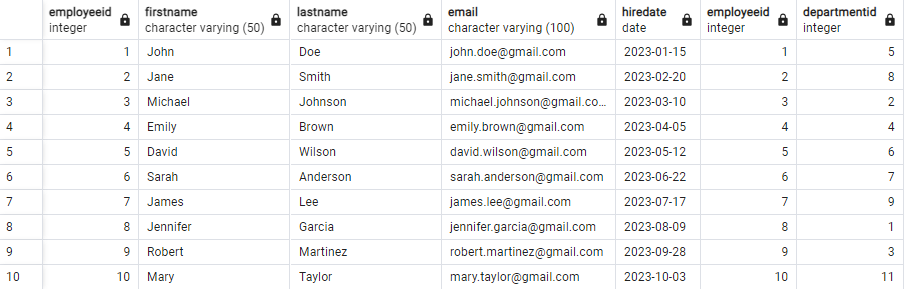 employeeid firstname lastname email hiredate employeeid departmentid
integer character varying (50) character varying (50) character varying (100) date integer integer
1 1 John Doe john.doe@gmail.com 2023-01-15 1 5
2 2 Jane Smith jane.smith@gmail.com 2023-02-20 2 8
3 3 Michael Johnson michael.johnson@gmail.co... 2023-03-10 3 2
4 4 Emily Brown emily.brown@gmail.com 2023-04-05 4 4
5 5 David Wilson david.wilson@gmail.com 2023-05-12 5 6
6 6 Sarah Anderson sarah.anderson@gmail.com 2023-06-22 6 7
7 7 James Lee james.lee@gmail.com 2023-07-17 7 9
8 8 Jennifer Garcia jennifer.garcia@gmail.com 2023-08-09 8 1
9 9 Robert Martinez robert.martinez@gmail.com 2023-09-28 9 3
10 10 Mary Taylor mary.taylor@gmail.com 2023-10-03 10 11